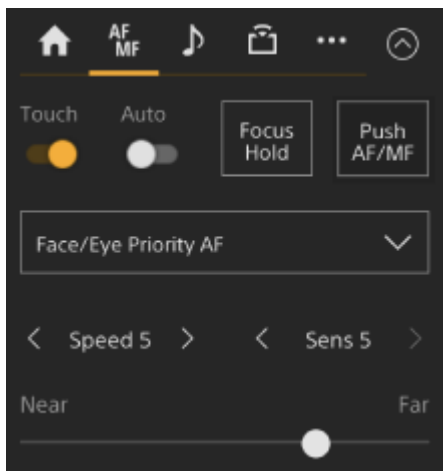 AF
MF
Touch
Auto
Focus
Hold
Push
AF/MF
Face/Eye Priority AF
Speed 5
Sens 5
Near
Far